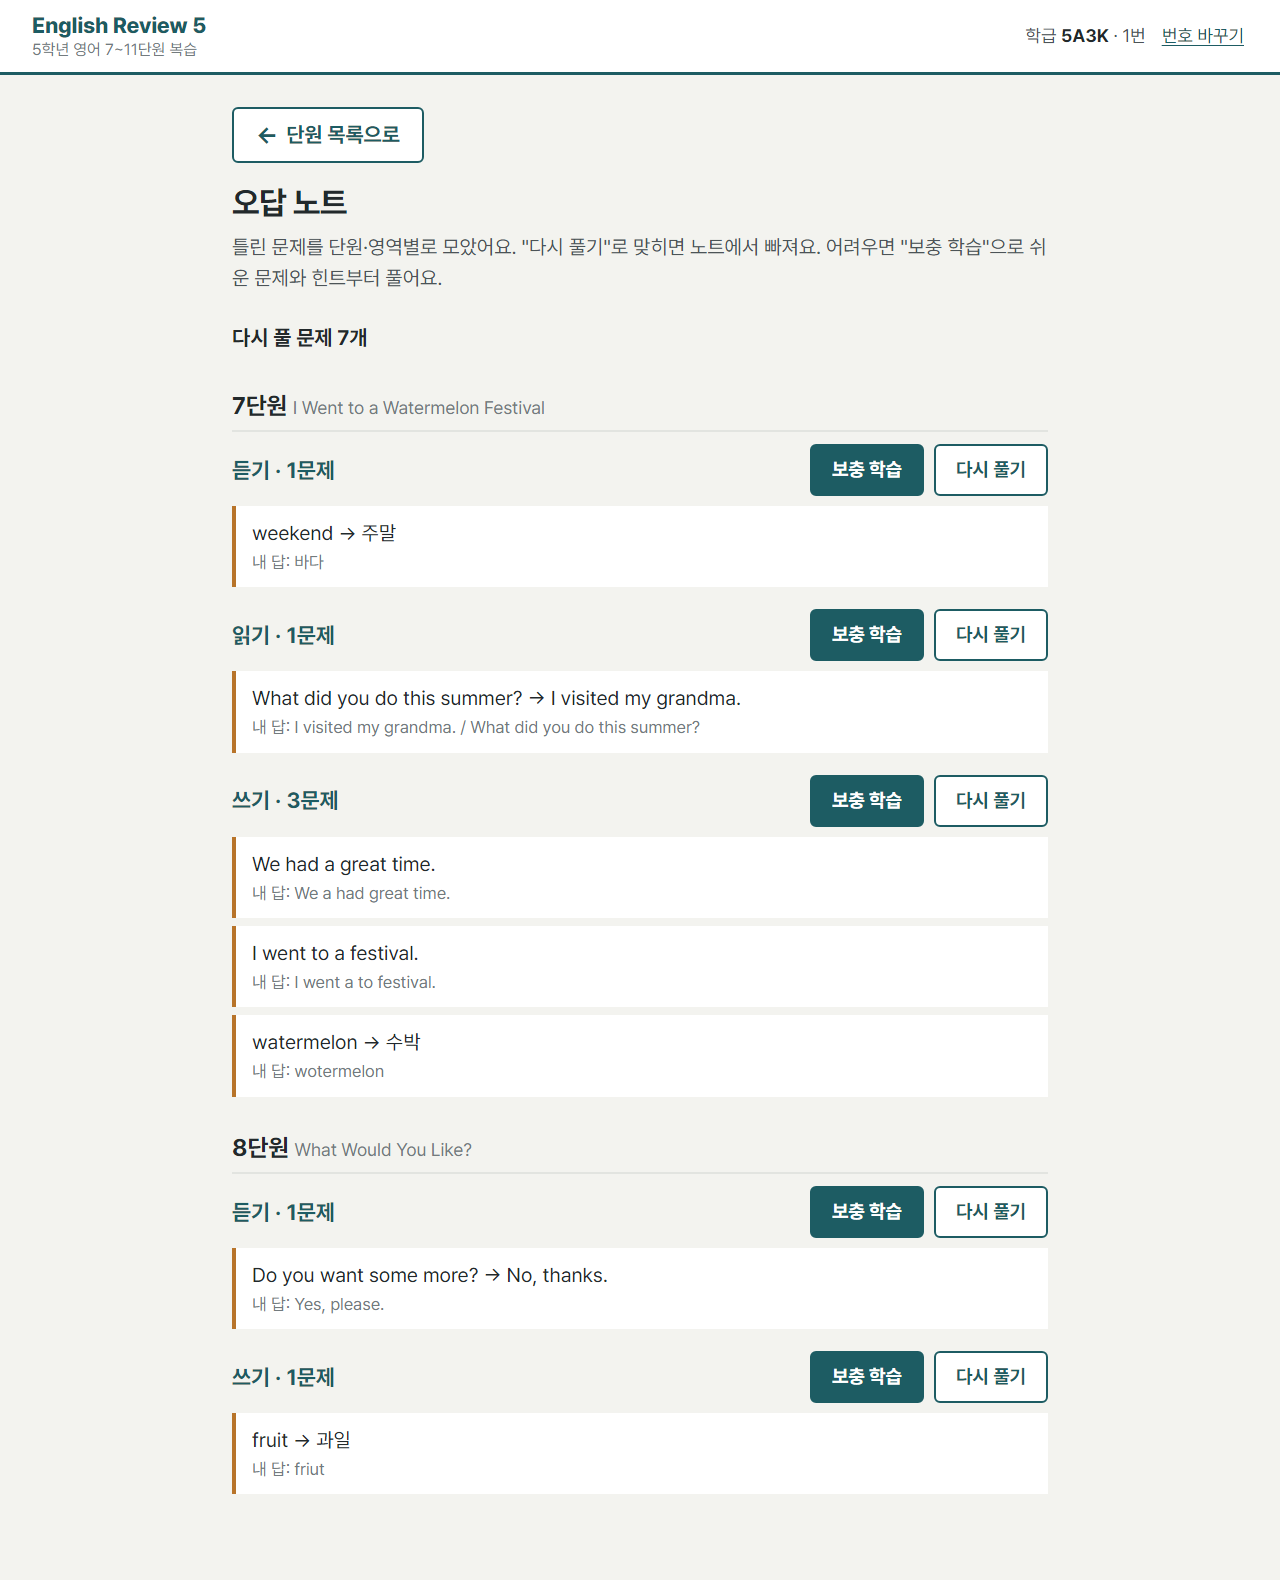 English Review 5
5학년 영어 7~11단원 복습
학급 5A3K · 1번 번호 바꾸기
← 단원 목록으로
오답 노트
틀린 문제를 단원·영역별로 모았어요. "다시 풀기"로 맞히면 노트에서 빠져요. 어려우면 "보충 학습"으로 쉬
운 문제와 힌트부터 풀어요.
다시 풀 문제 7개
7단원 I Went to a Watermelon Festival
듣기 · 1문제 보충 학습 다시 풀기
weekend → 주말
내 답: 바다
읽기 · 1문제 보충 학습 다시 풀기
What did you do this summer? → I visited my grandma.
내 답: I visited my grandma. / What did you do this summer?
쓰기 · 3문제 보충 학습 다시 풀기
We had a great time.
내 답: We a had great time.
I went to a festival.
내 답: I went a to festival.
watermelon → 수박
내 답: wotermelon
8단원 What Would You Like?
듣기 · 1문제 보충 학습 다시 풀기
Do you want some more? → No, thanks.
내 답: Yes, please.
쓰기 · 1문제 보충 학습 다시 풀기
fruit → 과일
내 답: friut